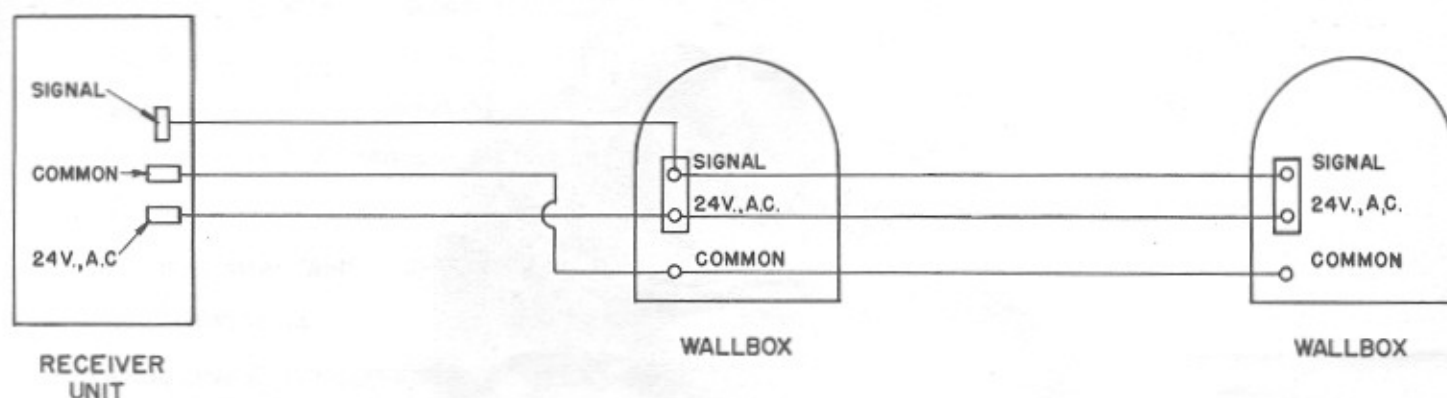 SIGNAL
COMMON
24V.,A.C
RECEIVER
UNIT
SIGNAL
24V.,A.C.
COMMON
WALLBOX
SIGNAL
24V.,A.C.
COMMON
WALLBOX